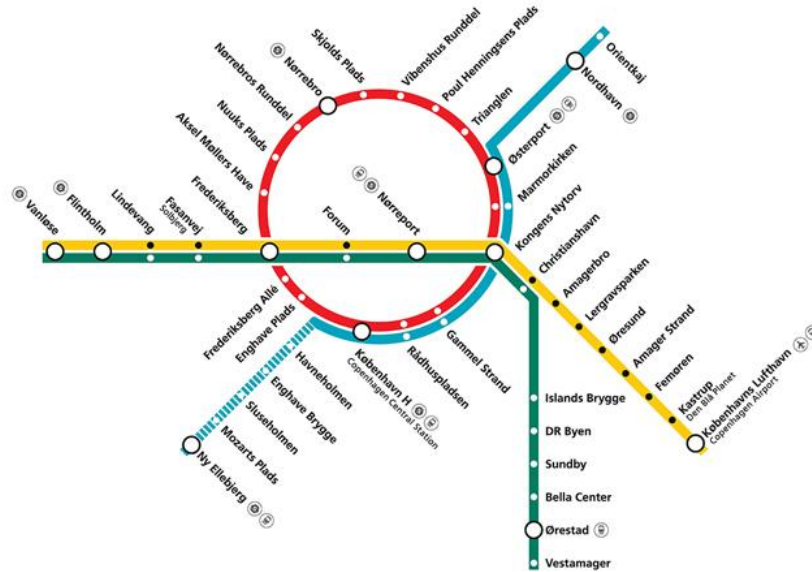 Vanløse
Flintholm
Lindevang
Fasanvej
Solbjerg
Frederiksberg
Aksel Møllers Have
Nuuks Plads
Nørrebros Runddel
Nørrebro
Skjolds Plads
Vibenshus Runddel
Poul Henningsens Plads
Trianglen
Østerport
Nordhavn
Orientkaj
Marmorkirken
Forum
Nørreport
Kongens Nytorv
Christianshavn
Amagerbro
Lergravsparken
Øresund
Amager Strand
Femøren
Kastrup
Den Blå Planet
Københavns Lufthavn
Copenhagen Airport
Frederiksberg Allé
Enghave Plads
København H
Copenhagen Central Station
Rådhuspladsen
Gammel Strand
Havneholmen
Enghave Brygge
Sluseholmen
Mozarts Plads
Ny Ellebjerg
Islands Brygge
DR Byen
Sundby
Bella Center
Ørestad
Vestamager